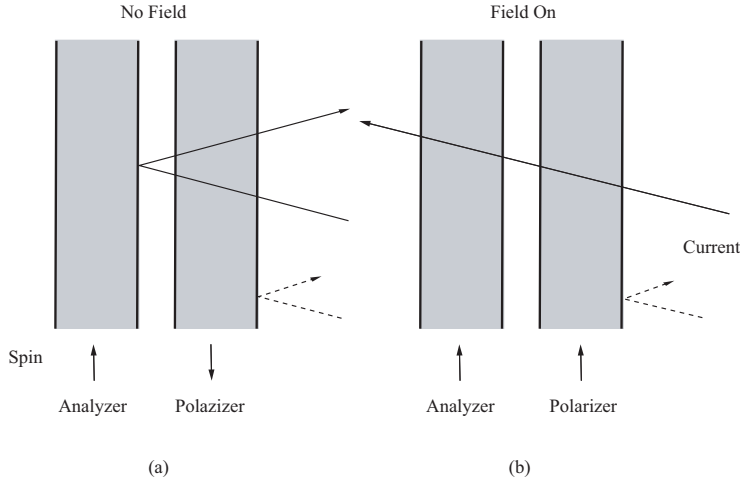 No Field
Field On
Current
Spin
Analyzer
Polazizer
Analyzer
Polarizer
(a)
(b)